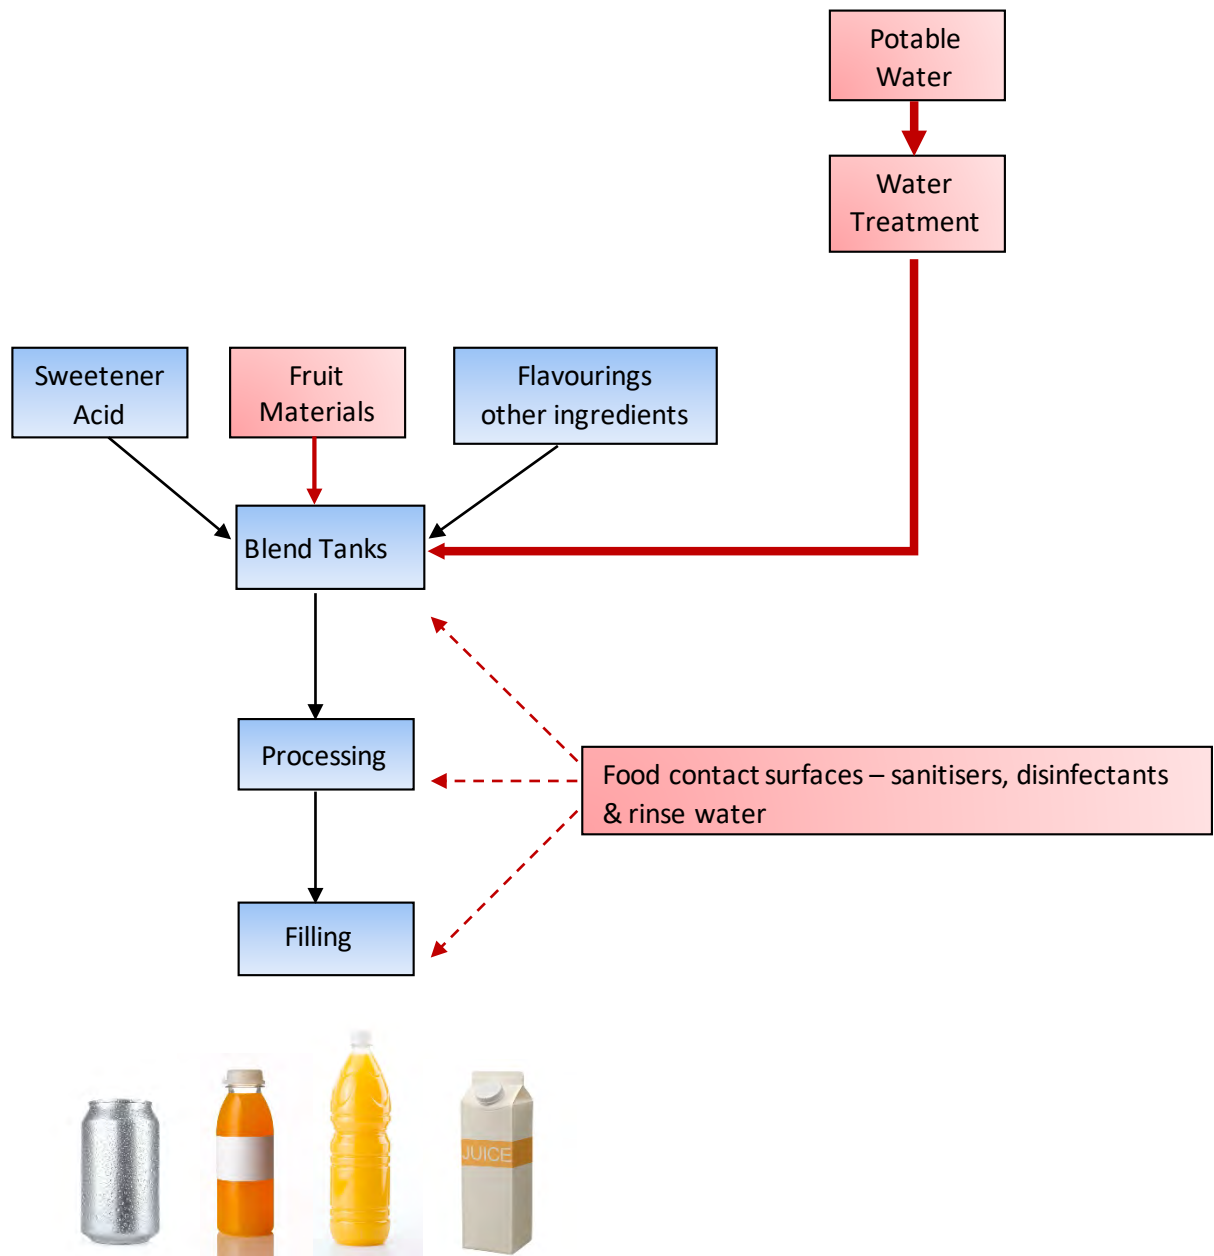 Potable
Water
Water
Treatment
Sweetener
Acid
Fruit
Materials
Flavourings
other ingredients
Blend Tanks
Processing
Food contact surfaces – sanitisers, disinfectants
& rinse water
Filling
JUICE